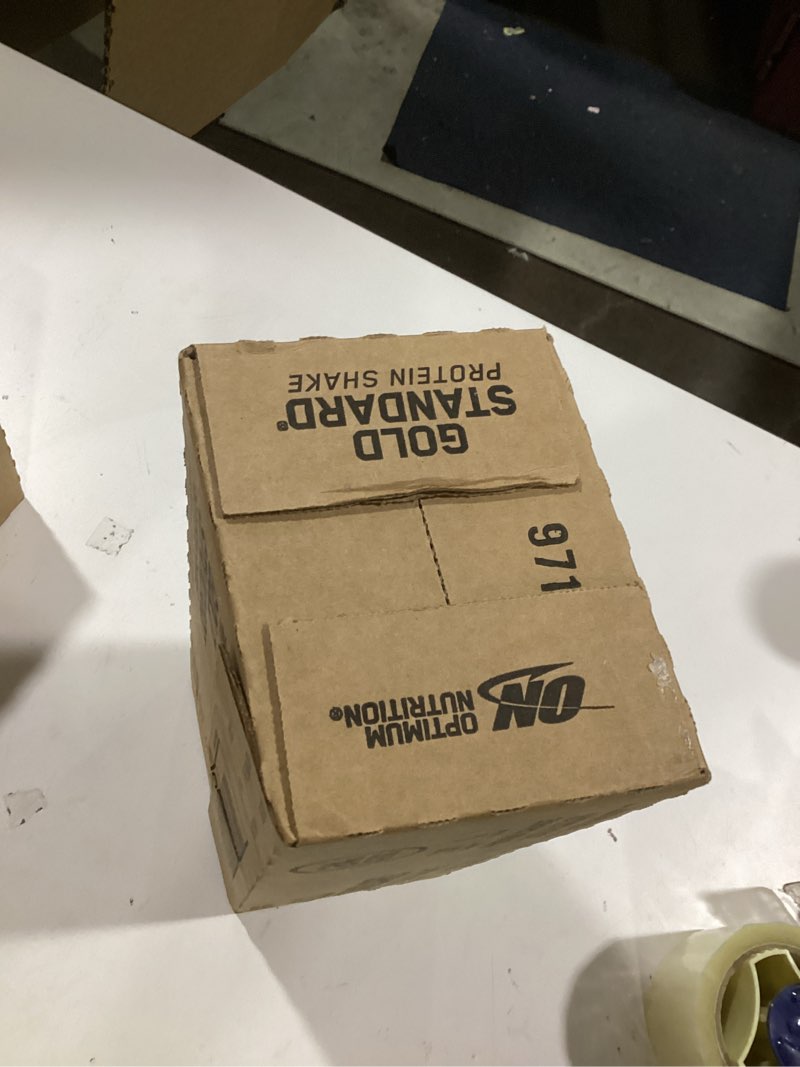 ON
OPTIMUM
NUTRITION®
971
GOLD
STANDARD®
PROTEIN SHAKE